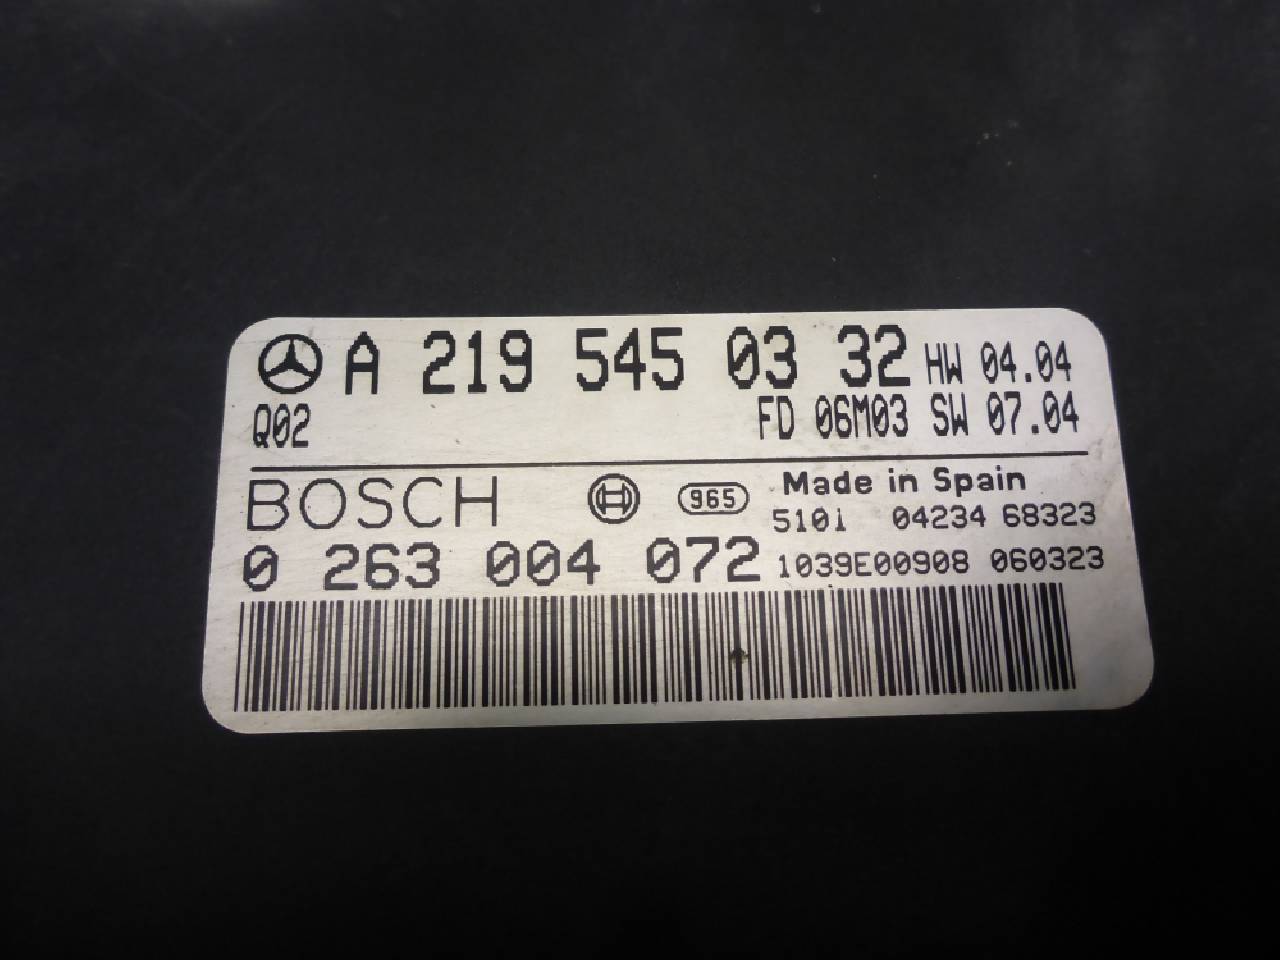 A 219 545 03 32 HW 04.04
Q02 FD 06M03 SW 07.04
BOSCH 965 Made in Spain
5101 04234 68323
0 263 004 072 1039E00908 060323